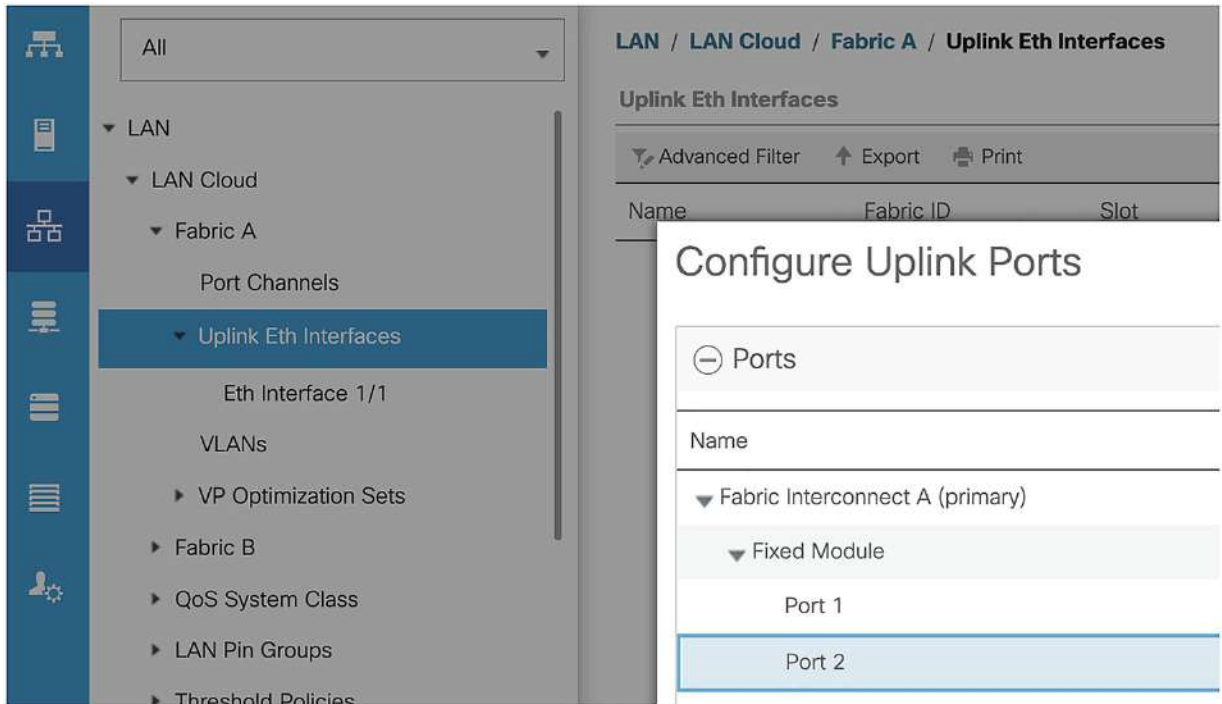 All
LAN
LAN Cloud
Fabric A
Port Channels
Uplink Eth Interfaces
Eth Interface 1/1
VLANs
VP Optimization Sets
Fabric B
QoS System Class
LAN Pin Groups
Threshold Policies
LAN / LAN Cloud / Fabric A / Uplink Eth Interfaces
Uplink Eth Interfaces
Advanced Filter Export Print
Name Fabric ID Slot
Configure Uplink Ports
Ports
Name
Fabric Interconnect A (primary)
Fixed Module
Port 1
Port 2